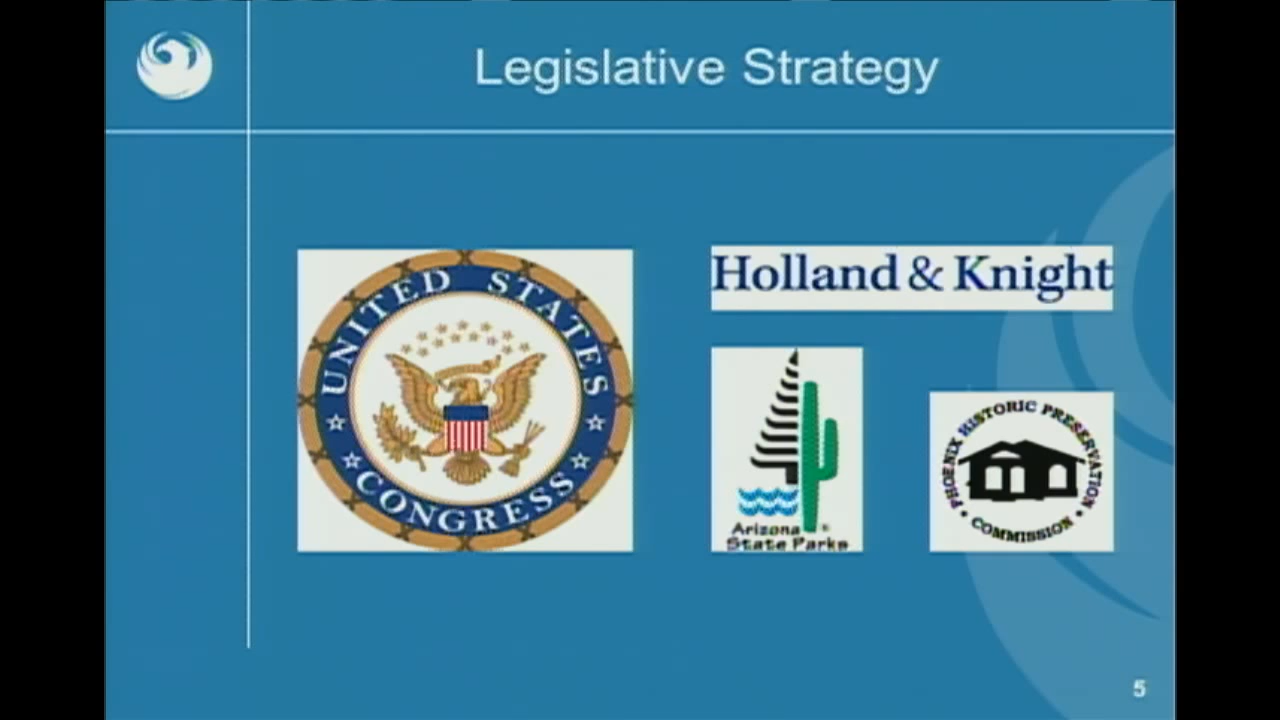 Legislative Strategy
UNITED STATES
CONGRESS
Holland & Knight
Arizona
State Parks
PHOENIX HISTORIC PRESERVATION
COMMISSION
5